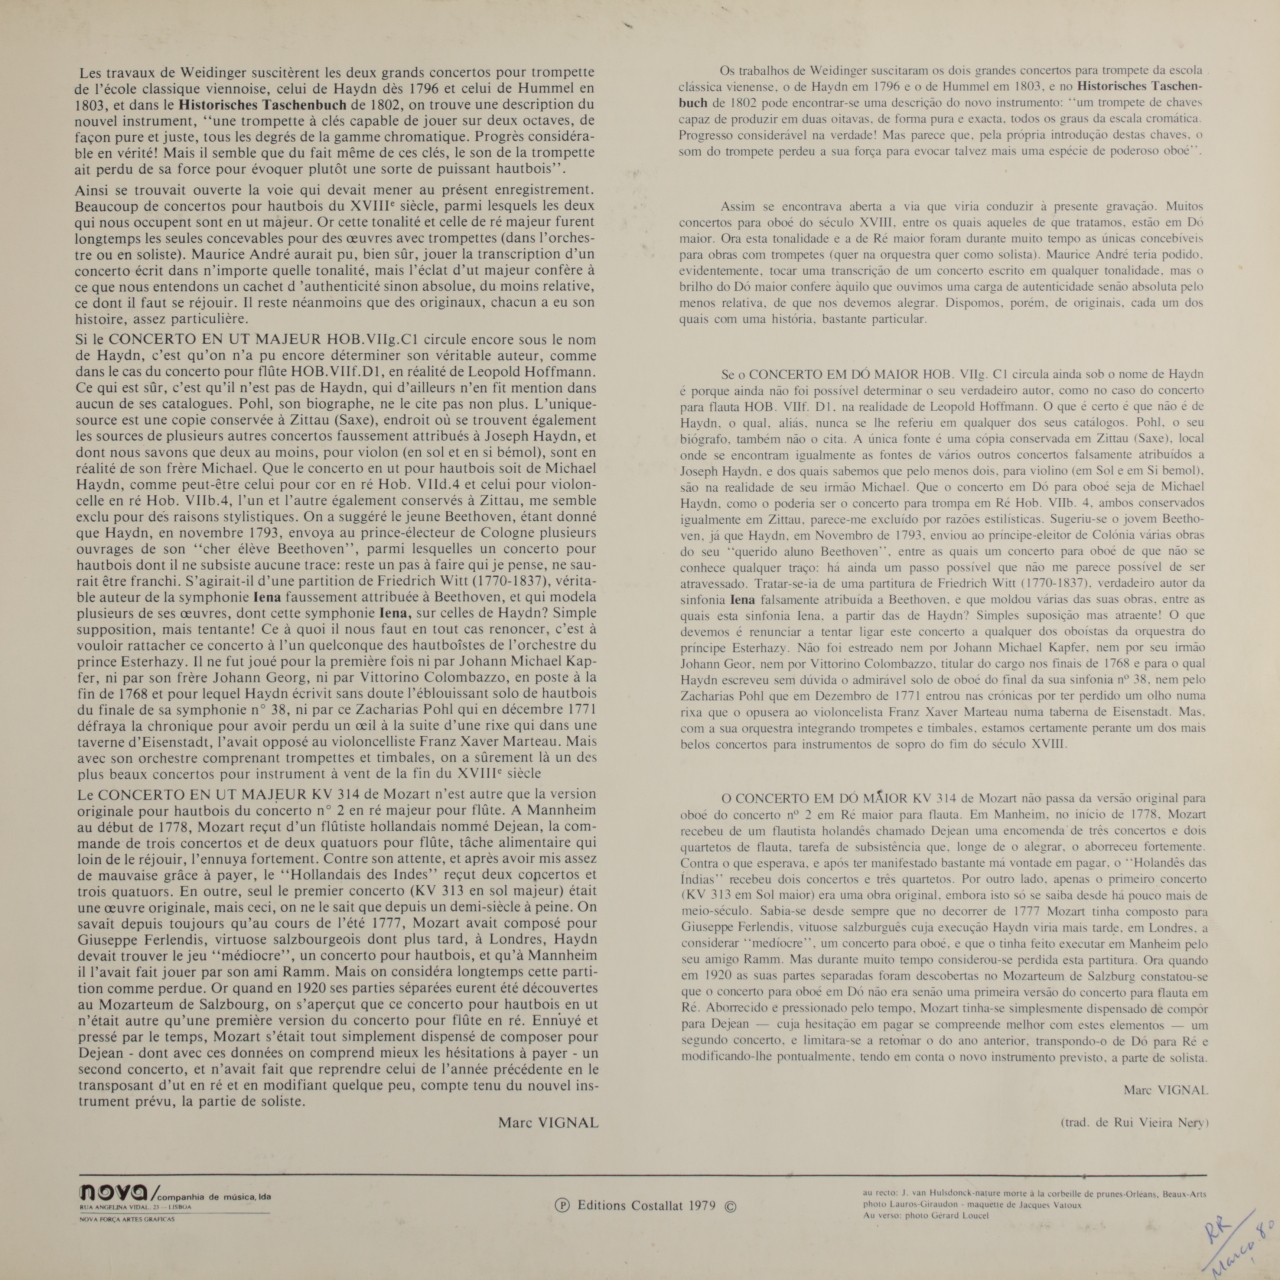 Les travaux de Weidinger suscitèrent les deux grands concertos pour trompette
de l'école classique viennoise, celui de Haydn dès 1796 et celui de Hummel en
1803, et dans le Historisches Taschenbuch de 1802, on trouve une description du
nouvel instrument, ‘‘une trompette à clés capable de jouer sur deux octaves, de
façon pure et juste, tous les degrés de la gamme chromatique. Progrès considéra-
ble en vérité! Mais il semble que du fait même de ces clés, le son de la trompette
ait perdu de sa force pour évoquer plutôt une sorte de puissant hautbois’’.
Ainsi se trouvait ouverte la voie qui devait mener au présent enregistrement.
Beaucoup de concertos pour hautbois du XVIIIe siècle, parmi lesquels les deux
qui nous occupent sont en ut majeur. Or cette tonalité et celle de ré majeur furent
longtemps les seules concevables pour des œuvres avec trompettes (dans l'orches-
tre ou en soliste). Maurice André aurait pu, bien sûr, jouer la transcription d'un
concerto écrit dans n'importe quelle tonalité, mais l'éclat d'ut majeur confère à
ce que nous entendons un cachet d 'authenticité sinon absolue, du moins relative,
ce dont il faut se réjouir. Il reste néanmoins que des originaux, chacun a eu son
histoire, assez particulière.
Si le CONCERTO EN UT MAJEUR HOB.VIIg.C1 circule encore sous le nom
de Haydn, c'est qu'on n'a pu encore déterminer son véritable auteur, comme
dans le cas du concerto pour flûte HOB.VIIf.D1, en réalité de Leopold Hoffmann.
Ce qui est sûr, c'est qu'il n'est pas de Haydn, qui d'ailleurs n'en fit mention dans
aucun de ses catalogues. Pohl, son biographe, ne le cite pas non plus. L'unique-
source est une copie conservée à Zittau (Saxe), endroit où se trouvent également
les sources de plusieurs autres concertos faussement attribués à Joseph Haydn, et
dont nous savons que deux au moins, pour violon (en sol et en si bémol), sont en
réalité de son frère Michael. Que le concerto en ut pour hautbois soit de Michael
Haydn, comme peut-être celui pour cor en ré Hob. VIId.4 et celui pour violon-
celle en ré Hob. VIIb.4, l'un et l'autre également conservés à Zittau, me semble
exclu pour des raisons stylistiques. On a suggéré le jeune Beethoven, étant donné
que Haydn, en novembre 1793, envoya au prince-électeur de Cologne plusieurs
ouvrages de son ‘‘cher élève Beethoven’’, parmi lesquelles un concerto pour
hautbois dont il ne subsiste aucune trace: reste un pas à faire qui je pense, ne sau-
rait être franchi. S'agirait-il d'une partition de Friedrich Witt (1770-1837), vérita-
ble auteur de la symphonie Iena faussement attribuée à Beethoven, et qui modela
plusieurs de ses œuvres, dont cette symphonie Iena, sur celles de Haydn? Simple
supposition, mais tentante! Ce à quoi il nous faut en tout cas renoncer, c'est à
vouloir rattacher ce concerto à l'un quelconque des hautboïstes de l'orchestre du
prince Esterhazy. Il ne fut joué pour la première fois ni par Johann Michael Kap-
fer, ni par son frère Johann Georg, ni par Vittorino Colombazzo, en poste à la
fin de 1768 et pour lequel Haydn écrivit sans doute l'éblouissant solo de hautbois
du finale de sa symphonie n° 38, ni par ce Zacharias Pohl qui en décembre 1771
défraya la chronique pour avoir perdu un œil à la suite d'une rixe qui dans une
taverne d'Eisenstadt, l'avait opposé au violoncelliste Franz Xaver Marteau. Mais
avec son orchestre comprenant trompettes et timbales, on a sûrement là un des
plus beaux concertos pour instrument à vent de la fin du XVIIIe siècle
Le CONCERTO EN UT MAJEUR KV 314 de Mozart n'est autre que la version
originale pour hautbois du concerto n° 2 en ré majeur pour flûte. A Mannheim
au début de 1778, Mozart reçut d'un flûtiste hollandais nommé Dejean, la com-
mande de trois concertos et de deux quatuors pour flûte, tâche alimentaire qui
loin de le réjouir, l'ennuya fortement. Contre son attente, et après avoir mis assez
de mauvaise grâce à payer, le ‘‘Hollandais des Indes’’ reçut deux concertos et
trois quatuors. En outre, seul le premier concerto (KV 313 en sol majeur) était
une œuvre originale, mais ceci, on ne le sait que depuis un demi-siècle à peine. On
savait depuis toujours qu'au cours de l'été 1777, Mozart avait composé pour
Giuseppe Ferlendis, virtuose salzbourgeois dont plus tard, à Londres, Haydn
devait trouver le jeu ‘‘médiocre’’, un concerto pour hautbois, et qu'à Mannheim
il l'avait fait jouer par son ami Ramm. Mais on considéra longtemps cette parti-
tion comme perdue. Or quand en 1920 ses parties séparées eurent été découvertes
au Mozarteum de Salzbourg, on s'aperçut que ce concerto pour hautbois en ut
n'était autre qu'une première version du concerto pour flûte en ré. Ennuyé et
pressé par le temps, Mozart s'était tout simplement dispensé de composer pour
Dejean - dont avec ces données on comprend mieux les hésitations à payer - un
second concerto, et n'avait fait que reprendre celui de l'année précédente en le
transposant d'ut en ré et en modifiant quelque peu, compte tenu du nouvel ins-
trument prévu, la partie de soliste.
Marc VIGNAL
Os trabalhos de Weidinger suscitaram os dois grandes concertos para trompete da escola
clássica vienense, o de Haydn em 1796 e o de Hummel em 1803, e no Historisches Taschen-
buch de 1802 pode encontrar-se uma descrição do novo instrumento: ‘‘um trompete de chaves
capaz de produzir em duas oitavas, de forma pura e exacta, todos os graus da escala cromática.
Progresso considerável na verdade! Mas parece que, pela própria introdução destas chaves, o
som do trompete perdeu a sua força para evocar talvez mais uma espécie de poderoso oboé’’.
Assim se encontrava aberta a via que viria conduzir à presente gravação. Muitos
concertos para oboé do século XVIII, entre os quais aqueles de que tratamos, estão em Dó
maior. Ora esta tonalidade e a de Ré maior foram durante muito tempo as únicas concebíveis
para obras com trompetes (quer na orquestra quer como solista). Maurice André teria podido,
evidentemente, tocar uma transcrição de um concerto escrito em qualquer tonalidade, mas o
brilho do Dó maior confere àquilo que ouvimos uma carga de autenticidade senão absoluta pelo
menos relativa, de que nos devemos alegrar. Dispomos, porém, de originais, cada um dos
quais com uma história, bastante particular.
Se o CONCERTO EM DÓ MAIOR HOB. VIIg. C1 circula ainda sob o nome de Haydn
é porque ainda não foi possível determinar o seu verdadeiro autor, como no caso do concerto
para flauta HOB. VIIf. D1, na realidade de Leopold Hoffmann. O que é certo é que não é de
Haydn, o qual, aliás, nunca se lhe referiu em qualquer dos seus catálogos. Pohl, o seu
biógrafo, também não o cita. A única fonte é uma cópia conservada em Zittau (Saxe), local
onde se encontram igualmente as fontes de vários outros concertos falsamente atribuídos a
Joseph Haydn, e dos quais sabemos que pelo menos dois, para violino (em Sol e em Si bemol),
são na realidade de seu irmão Michael. Que o concerto em Dó para oboé seja de Michael
Haydn, como o poderia ser o concerto para trompa em Ré Hob. VIIb. 4, ambos conservados
igualmente em Zittau, parece-me excluído por razões estilísticas. Sugeriu-se o jovem Beetho-
ven, já que Haydn, em Novembro de 1793, enviou ao príncipe-eleitor de Colónia várias obras
do seu ‘‘querido aluno Beethoven’’, entre as quais um concerto para oboé de que não se
conhece qualquer traço: há ainda um passo possível que não me parece possível de ser
atravessado. Tratar-se-ia de uma partitura de Friedrich Witt (1770-1837), verdadeiro autor da
sinfonia Iena falsamente atribuída a Beethoven, e que moldou várias das suas obras, entre as
quais esta sinfonia Iena, a partir das de Haydn? Simples suposição mas atraente! O que
devemos é renunciar a tentar ligar este concerto a qualquer dos oboistas da orquestra do
príncipe Esterhazy. Não foi estreado nem por Johann Michael Kapfer, nem por seu irmão
Johann Geor, nem por Vittorino Colombazzo, titular do cargo nos finais de 1768 e para o qual
Haydn escreveu sem dúvida o admirável solo de oboé do final da sua sinfonia nº 38, nem pelo
Zacharias Pohl que em Dezembro de 1771 entrou nas crónicas por ter perdido um olho numa
rixa que o opusera ao violoncelista Franz Xaver Marteau numa taberna de Eisenstadt. Mas,
com a sua orquestra integrando trompetes e timbales, estamos certamente perante um dos mais
belos concertos para instrumentos de sopro do fim do século XVIII.
O CONCERTO EM DÓ MAIOR KV 314 de Mozart não passa da versão original para
oboé do concerto nº 2 em Ré maior para flauta. Em Manheim, no início de 1778, Mozart
recebeu de um flautista holandês chamado Dejean uma encomenda de três concertos e dois
quartetos de flauta, tarefa de subsistência que, longe de o alegrar, o aborreceu fortemente.
Contra o que esperava, e após ter manifestado bastante má vontade em pagar, o ‘‘Holandês das
Índias’’ recebeu dois concertos e três quartetos. Por outro lado, apenas o primeiro concerto
(KV 313 em Sol maior) era uma obra original, embora isto só se saiba desde há pouco mais de
meio-século. Sabia-se desde sempre que no decorrer de 1777 Mozart tinha composto para
Giuseppe Ferlendis, vituose salzburguês cuja execução Haydn viria mais tarde, em Londres, a
considerar ‘‘medíocre’’, um concerto para oboé, e que o tinha feito executar em Manheim pelo
seu amigo Ramm. Mas durante muito tempo considerou-se perdida esta partitura. Ora quando
em 1920 as suas partes separadas foram descobertas no Mozarteum de Salzburg constatou-se
que o concerto para oboé em Dó não era senão uma primeira versão do concerto para flauta em
Ré. Aborrecido e pressionado pelo tempo, Mozart tinha-se simplesmente dispensado de compôr
para Dejean — cuja hesitação em pagar se compreende melhor com estes elementos — um
segundo concerto, e limitara-se a retomar o do ano anterior, transpondo-o de Dó para Ré e
modificando-lhe pontualmente, tendo em conta o novo instrumento previsto, a parte de solista.
Marc VIGNAL
(trad. de Rui Vieira Nery)
nova/companhia de música, lda
RUA ANGELINA VIDAL, 23 — LISBOA
NOVA FORÇA ARTES GRAFICAS
Ⓟ Editions Costallat 1979 ©
au recto: J. van Hulsdonck-nature morte à la corbeille de prunes-Orleans, Beaux-Arts
photo Lauros-Giraudon - maquette de Jacques Vatoux
Au verso: photo Gérard Loucel
RR
Março 80